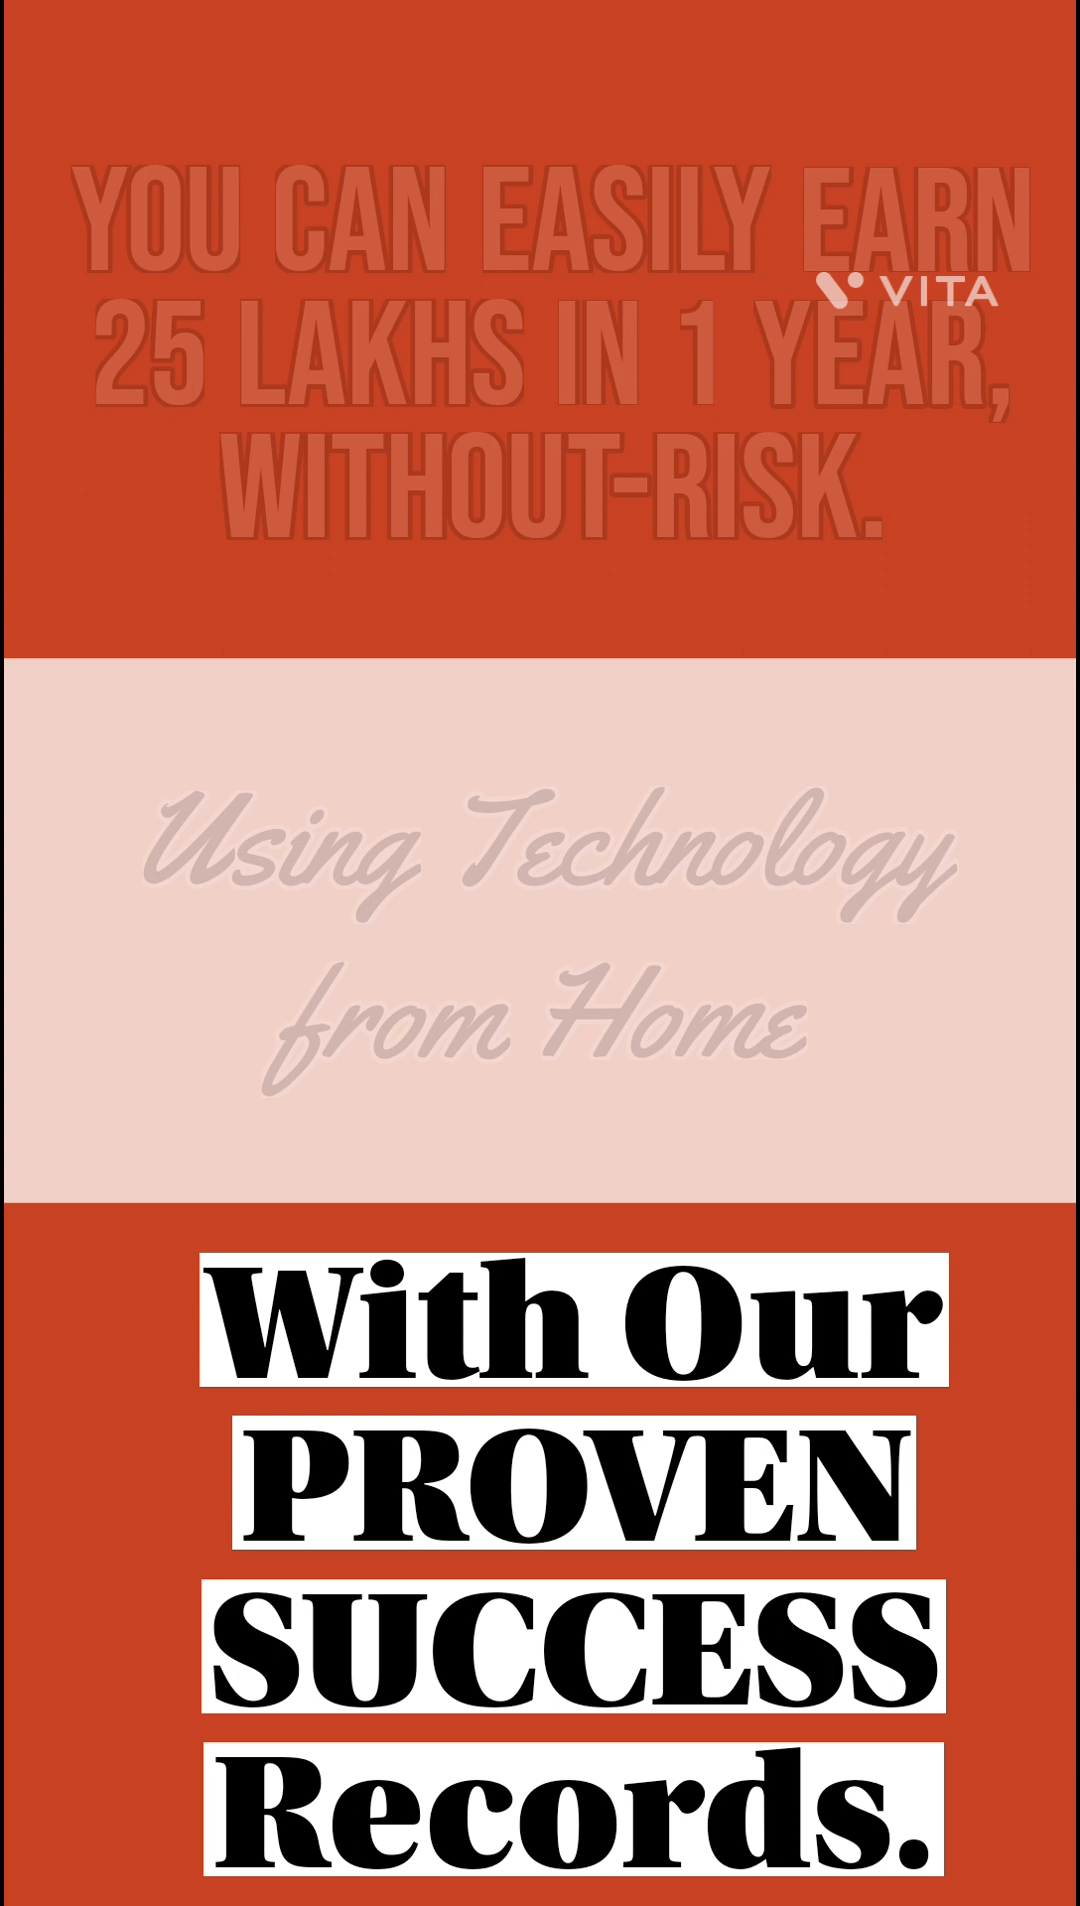 YOU CAN EASILY EARN
VITA
25 LAKHS IN 1 YEAR,
WITHOUT-RISK.
Using Technology
from Home
With Our
PROVEN
SUCCESS
Records.